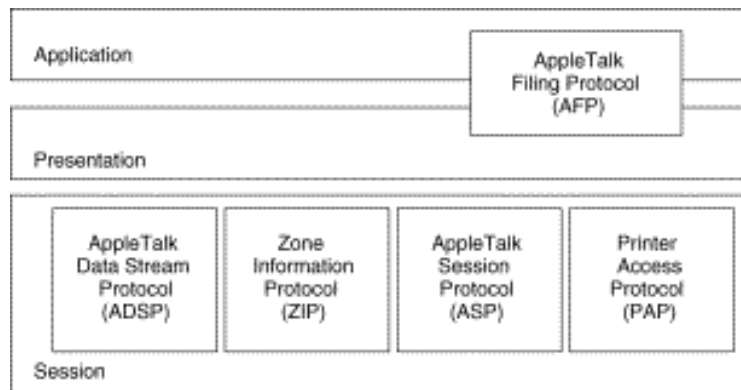 Application
AppleTalk
Filing Protocol
(AFP)
Presentation
AppleTalk
Data Stream
Protocol
(ADSP)
Zone
Information
Protocol
(ZIP)
AppleTalk
Session
Protocol
(ASP)
Printer
Access
Protocol
(PAP)
Session